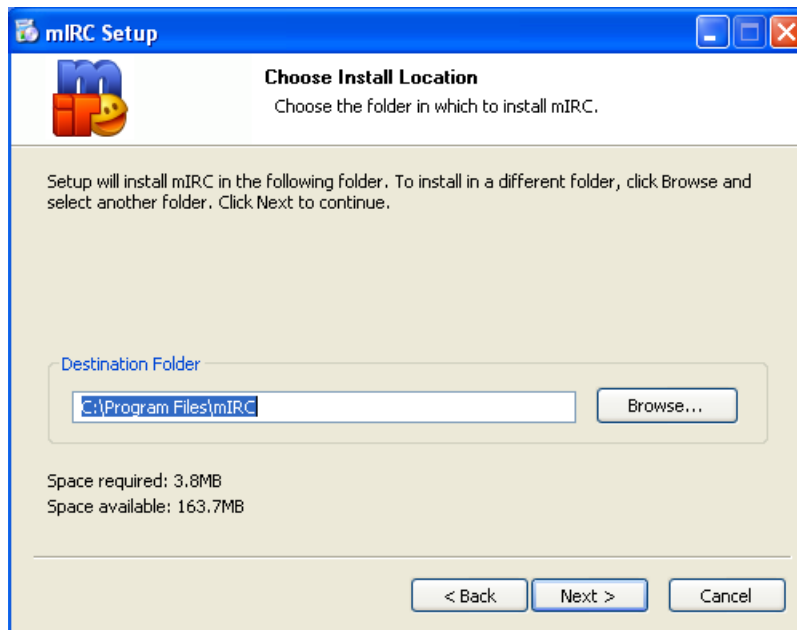 mIRC Setup
mirc
Choose Install Location
Choose the folder in which to install mIRC.
Setup will install mIRC in the following folder. To install in a different folder, click Browse and
select another folder. Click Next to continue.
Destination Folder
C:\Program Files\mIRC
Browse...
Space required: 3.8MB
Space available: 163.7MB
< Back
Next >
Cancel